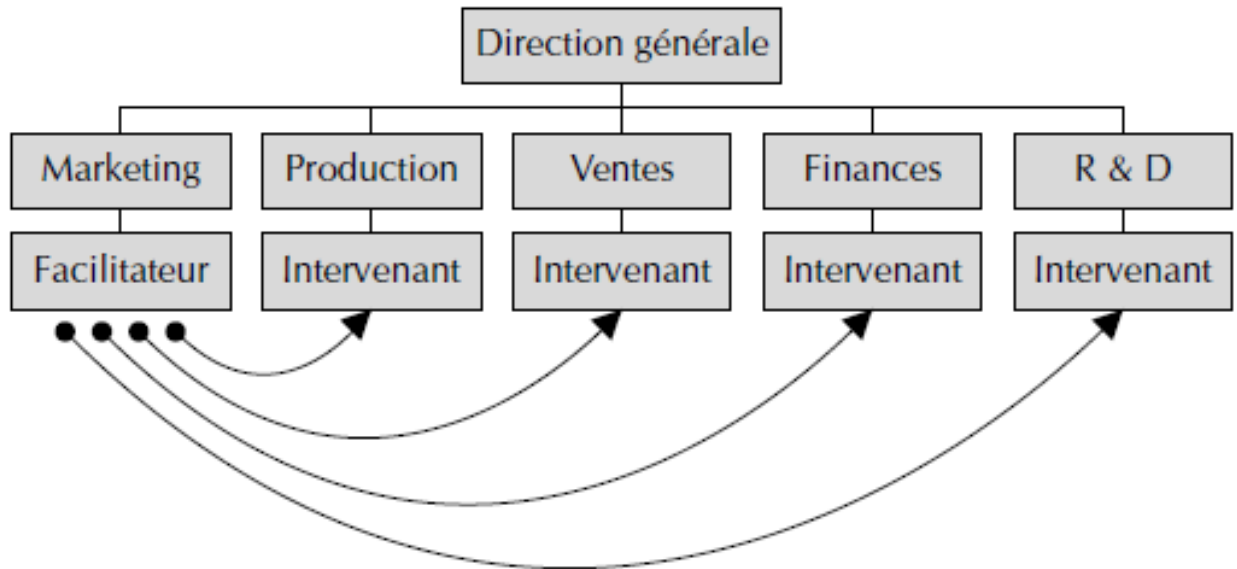 Direction générale
Marketing
Production
Ventes
Finances
R & D
Facilitateur
Intervenant
Intervenant
Intervenant
Intervenant